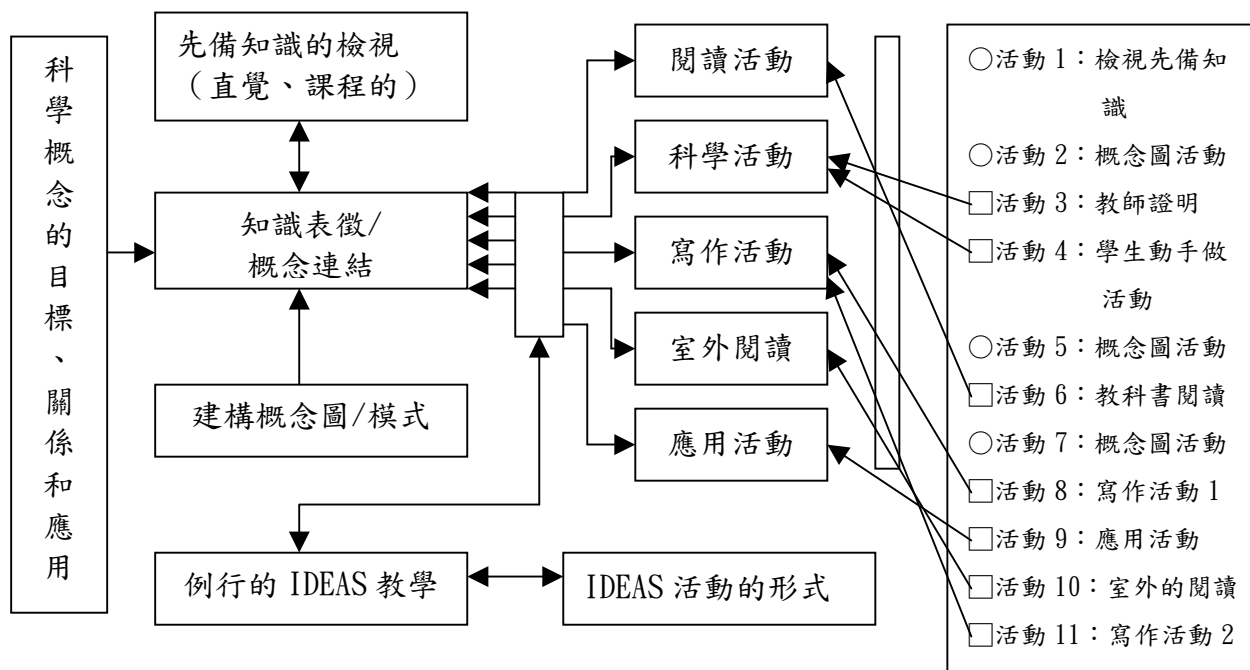 科學概念的目標、關係和應用
先備知識的檢視
（直覺、課程的）
知識表徵/
概念連結
建構概念圖/模式
例行的 IDEAS 教學
IDEAS 活動的形式
閱讀活動
科學活動
寫作活動
室外閱讀
應用活動
○活動 1：檢視先備知
識
○活動 2：概念圖活動
□活動 3：教師證明
□活動 4：學生動手做
活動
○活動 5：概念圖活動
□活動 6：教科書閱讀
○活動 7：概念圖活動
□活動 8：寫作活動 1
□活動 9：應用活動
□活動 10：室外的閱讀
□活動 11：寫作活動 2